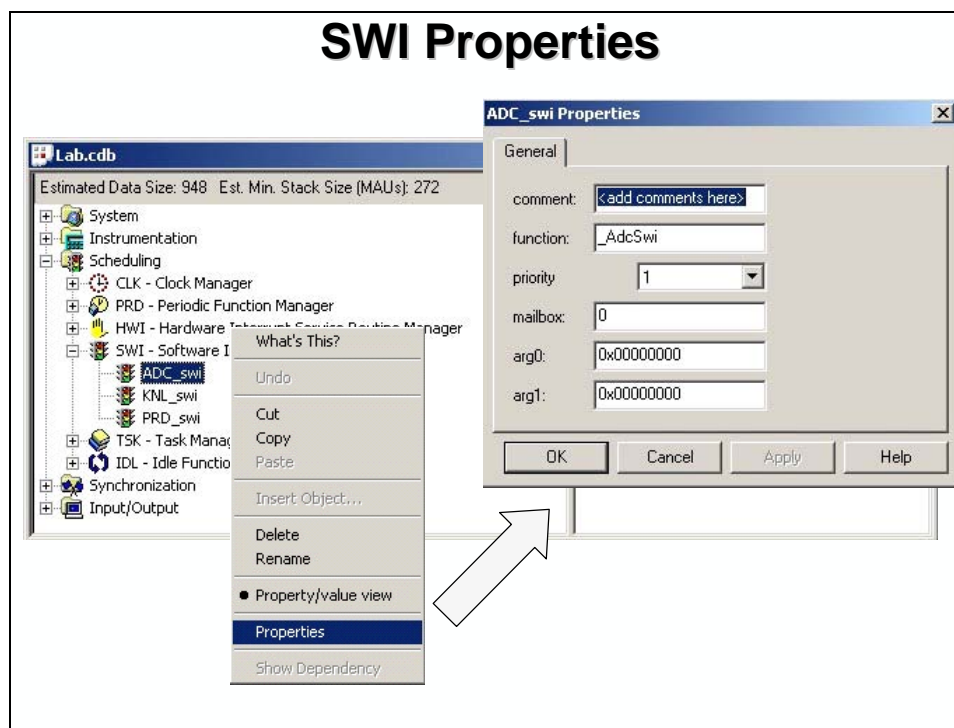 SWI Properties
Lab.cdb
Estimated Data Size: 948 Est. Min. Stack Size (MAUs): 272
System
Instrumentation
Scheduling
CLK - Clock Manager
PRD - Periodic Function Manager
HWI - Hardware Interrupt Service Routine Manager
SWI - Software I
ADC_swi
KNL_swi
PRD_swi
TSK - Task Manag
IDL - Idle Functio
Synchronization
Input/Output
What's This?
Undo
Cut
Copy
Paste
Insert Object...
Delete
Rename
Property/value view
Properties
Show Dependency
ADC_swi Properties
General
comment: <add comments here>
function: _AdcSwi
priority 1
mailbox: 0
arg0: 0x00000000
arg1: 0x00000000
OK Cancel Apply Help